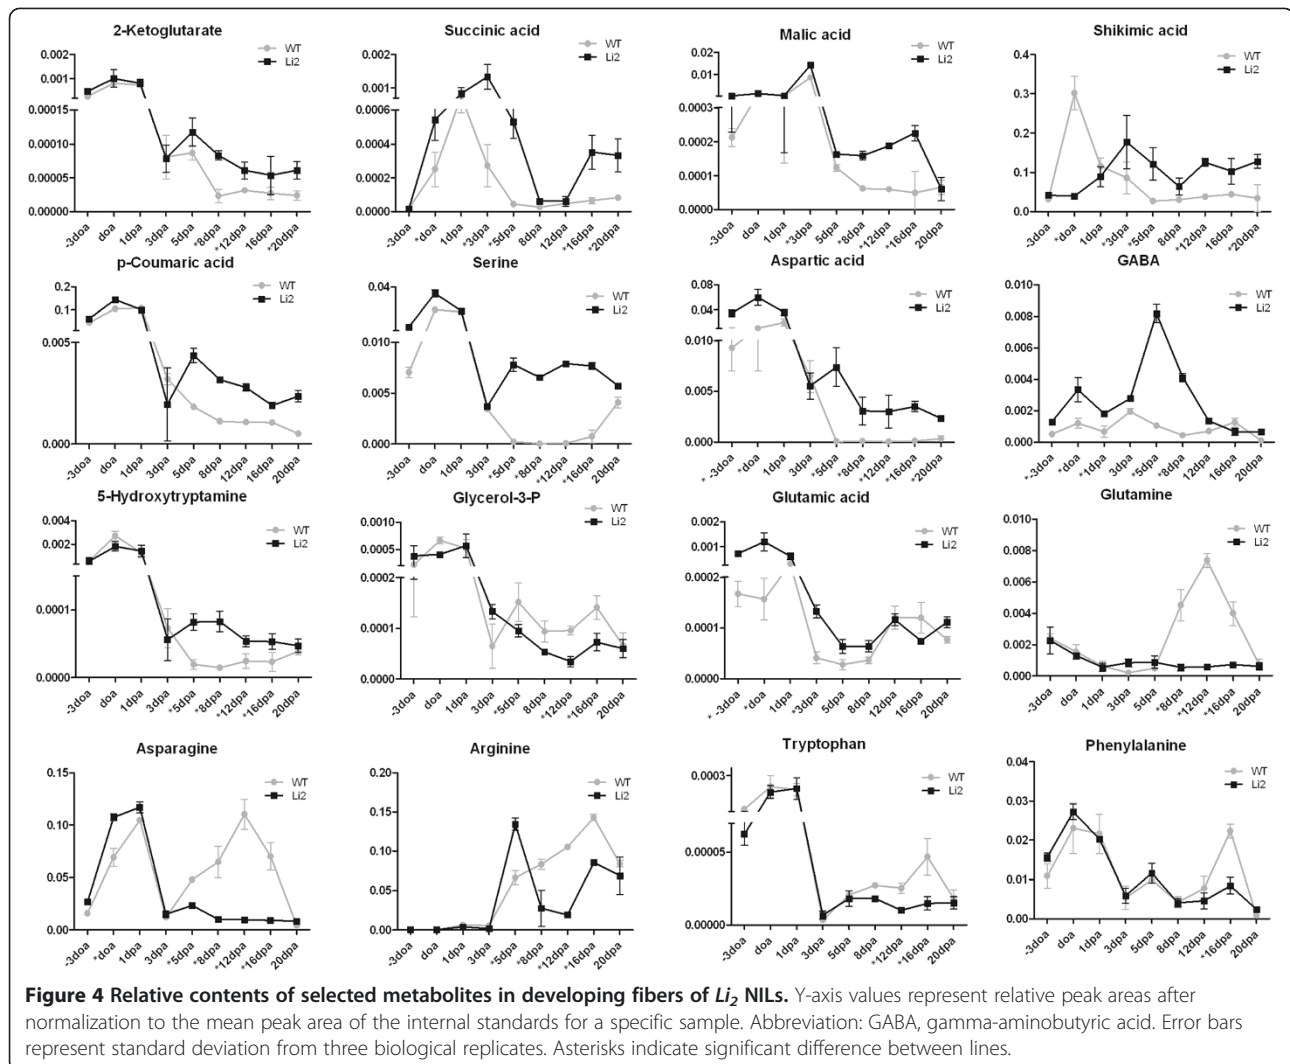 2-Ketoglutarate
WT
Li2
0.002
0.001
0.00015
0.00010
0.00005
0.00000
-3doa
doa
1dpa
3dpa
5dpa
*8dpa
*12dpa
16dpa
*20dpa
Succinic acid
WT
Li2
0.002
0.001
0.0006
0.0004
0.0002
0.0000
-3doa
*doa
1dpa
*3dpa
*5dpa
8dpa
12dpa
*16dpa
*20dpa
Malic acid
WT
Li2
0.02
0.01
0.0003
0.0002
0.0001
0.0000
-3doa
doa
1dpa
*3dpa
5dpa
*8dpa
*12dpa
*16dpa
20dpa
Shikimic acid
WT
Li2
0.4
0.3
0.2
0.1
0.0
-3doa
*doa
1dpa
*3dpa
*5dpa
8dpa
*12dpa
16dpa
*20dpa
p-Coumaric acid
WT
Li2
0.2
0.1
0.005
0.000
-3doa
doa
1dpa
3dpa
*5dpa
*8dpa
*12dpa
16dpa
20dpa
Serine
WT
Li2
0.04
0.010
0.005
0.000
-3doa
doa
1dpa
3dpa
*5dpa
*8dpa
*12dpa
*16dpa
20dpa
Aspartic acid
WT
Li2
0.08
0.04
0.010
0.005
0.000
* -3doa
*doa
1dpa
3dpa
*5dpa
*8dpa
*12dpa
*16dpa
20dpa
GABA
WT
Li2
0.010
0.008
0.006
0.004
0.002
0.000
*-3doa
*doa
*1dpa
3dpa
*5dpa
*8dpa
12dpa
16dpa
20dpa
5-Hydroxytryptamine
WT
Li2
0.004
0.002
0.0001
0.0000
-3doa
doa
1dpa
3dpa
*5dpa
*8dpa
*12dpa
*16dpa
20dpa
Glycerol-3-P
WT
Li2
0.0010
0.0005
0.0002
0.0001
0.0000
-3doa
doa
1dpa
3dpa
*5dpa
8dpa
*12dpa
*16dpa
20dpa
Glutamic acid
WT
Li2
0.002
0.001
0.0002
0.0001
0.0000
* -3doa
*doa
1dpa
*3dpa
5dpa
8dpa
12dpa
16dpa
20dpa
Glutamine
WT
Li2
0.010
0.008
0.006
0.004
0.002
0.000
-3doa
doa
1dpa
3dpa
5dpa
*8dpa
*12dpa
*16dpa
20dpa
Asparagine
WT
Li2
0.15
0.10
0.05
0.00
-3doa
*doa
1dpa
3dpa
*5dpa
*8dpa
*12dpa
*16dpa
20dpa
Arginine
WT
Li2
0.20
0.15
0.10
0.05
0.00
-3doa
doa
1dpa
3dpa
*5dpa
*8dpa
*12dpa
*16dpa
20dpa
Tryptophan
WT
Li2
0.0003
0.00005
0.00000
-3doa
doa
1dpa
3dpa
5dpa
8dpa
*12dpa
*16dpa
20dpa
Phenylalanine
WT
Li2
0.04
0.03
0.02
0.01
0.00
-3doa
doa
1dpa
3dpa
5dpa
8dpa
12dpa
*16dpa
20dpa
Figure 4 Relative contents of selected metabolites in developing fibers of Li₂ NILs. Y-axis values represent relative peak areas after
normalization to the mean peak area of the internal standards for a specific sample. Abbreviation: GABA, gamma-aminobutyric acid. Error bars
represent standard deviation from three biological replicates. Asterisks indicate significant difference between lines.